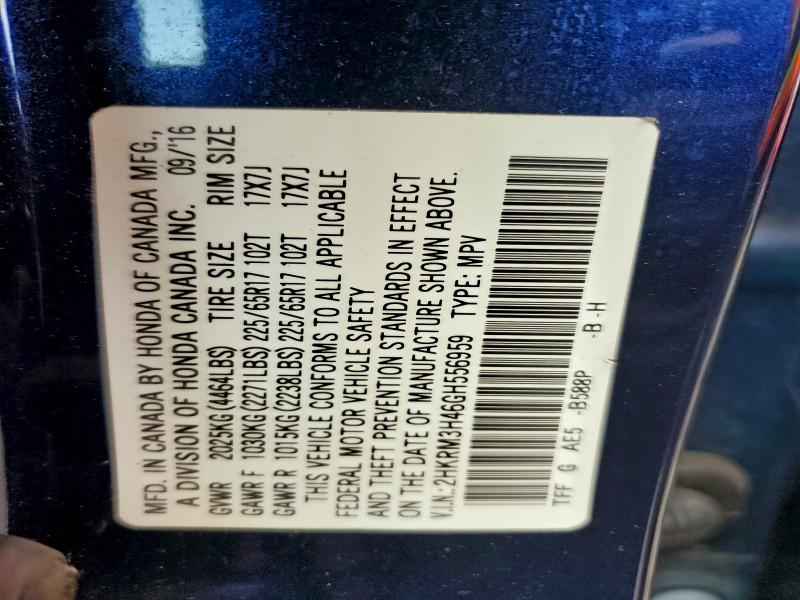 MFD. IN CANADA BY HONDA OF CANADA MFG.,
A DIVISION OF HONDA CANADA INC. 09/'16
GVWR 2025KG (4464LBS) TIRE SIZE RIM SIZE
GAWR F 1030KG (2271LBS) 225/65R17 102T 17X7J
GAWR R 1015KG (2238LBS) 225/65R17 102T 17X7J
THIS VEHICLE CONFORMS TO ALL APPLICABLE
FEDERAL MOTOR VEHICLE SAFETY
AND THEFT PREVENTION STANDARDS IN EFFECT
ON THE DATE OF MANUFACTURE SHOWN ABOVE.
V.I.N.: 2HKRM3H46GH556959 TYPE: MPV
TFF G AE5 -B588P -B -H